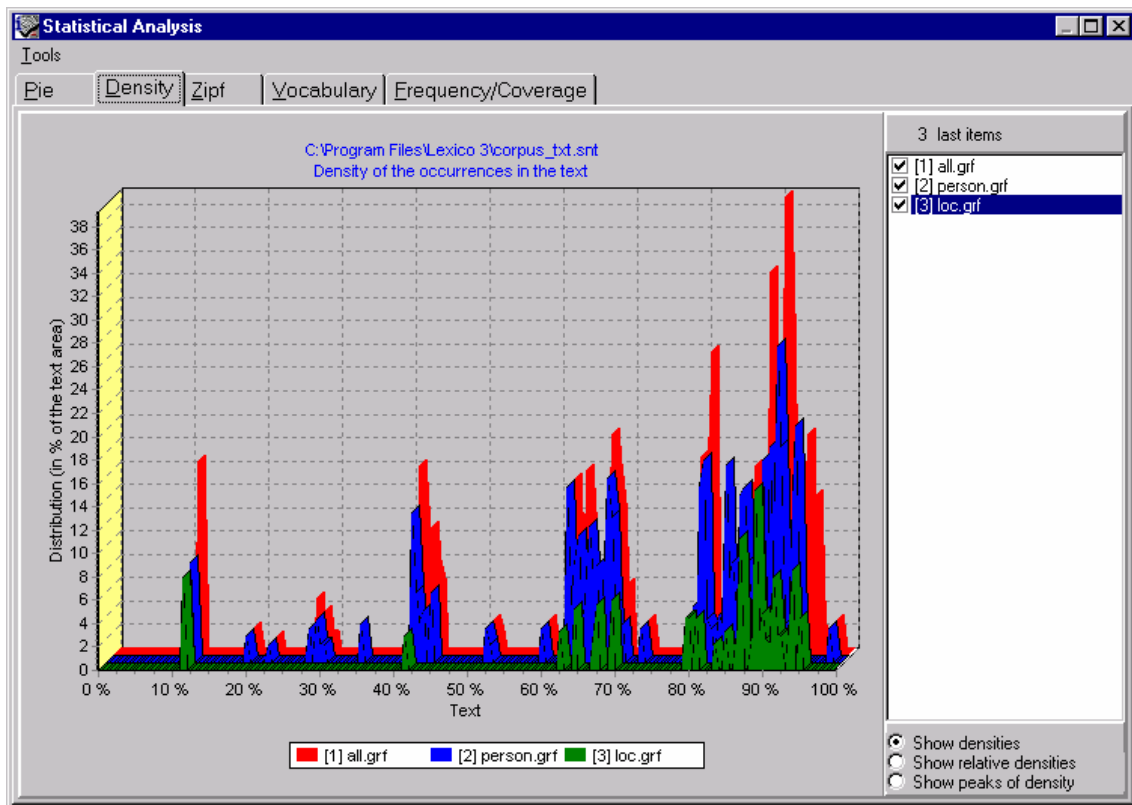 Statistical Analysis
Tools
Pie Density Zipf Vocabulary Frequency/Coverage
C:\Program Files\Lexico 3\corpus_txt.snt
Density of the occurrences in the text
3 last items
[1] all.grf
[2] person.grf
[3] loc.grf
Distribution (in % of the text area)
38
36
34
32
30
28
26
24
22
20
18
16
14
12
10
8
6
4
2
0
0 % 10 % 20 % 30 % 40 % 50 % 60 % 70 % 80 % 90 % 100 %
Text
[1] all.grf [2] person.grf [3] loc.grf
Show densities
Show relative densities
Show peaks of density